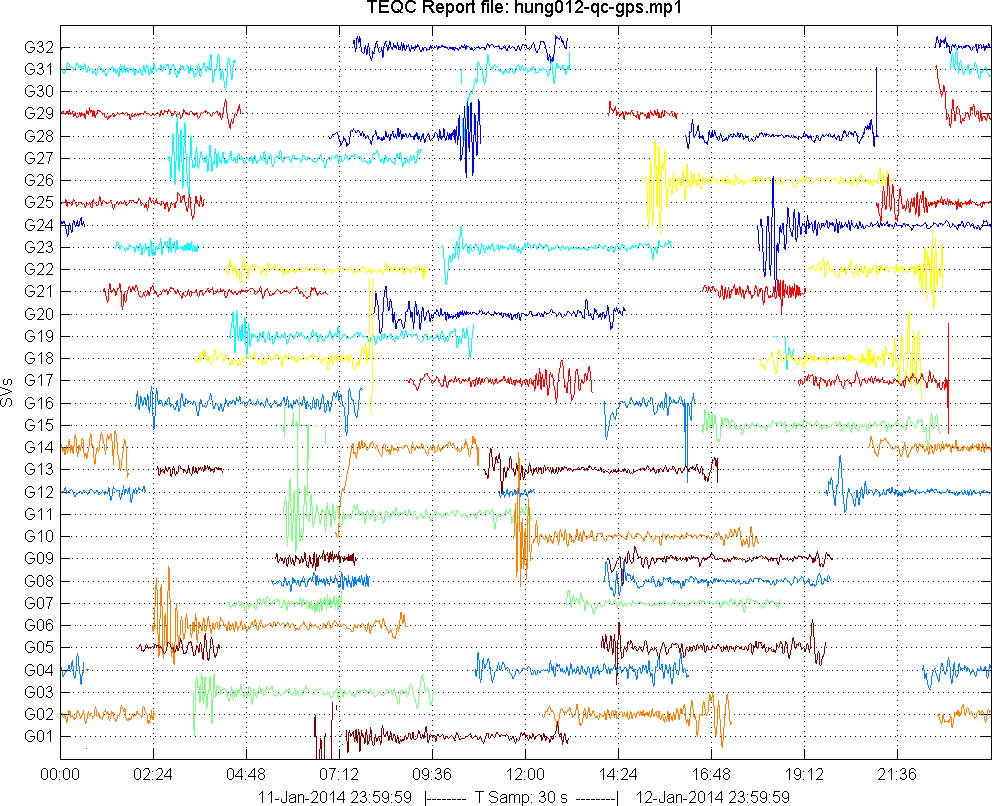 TEQC Report file: hung012-qc-gps.mp1
G32
G31
G30
G29
G28
G27
G26
G25
G24
G23
G22
G21
G20
G19
G18
G17
G16
G15
G14
G13
G12
G11
G10
G09
G08
G07
G06
G05
G04
G03
G02
G01
SVs
00:00 02:24 04:48 07:12 09:36 12:00 14:24 16:48 19:12 21:36
11-Jan-2014 23:59:59 |-------- T Samp: 30 s --------| 12-Jan-2014 23:59:59